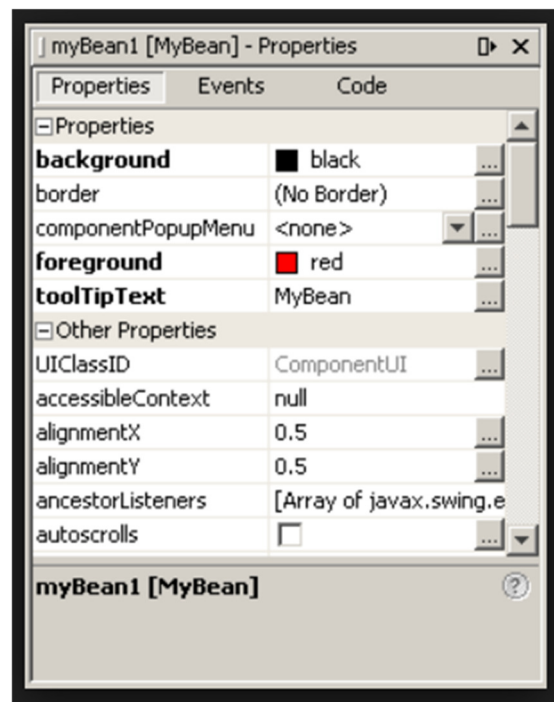 myBean1 [MyBean] - Properties
Properties Events Code
Properties
background black ...
border (No Border) ...
componentPopupMenu <none> ...
foreground red ...
toolTipText MyBean ...
Other Properties
UIClassID ComponentUI ...
accessibleContext null
alignmentX 0.5 ...
alignmentY 0.5 ...
ancestorListeners [Array of javax.swing.e
autoscrolls ...
myBean1 [MyBean] ?